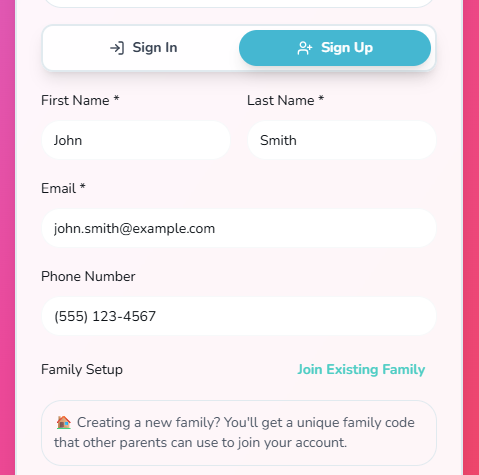 Sign In Sign Up
First Name * Last Name *
John Smith
Email *
john.smith@example.com
Phone Number
(555) 123-4567
Family Setup Join Existing Family
🏠 Creating a new family? You'll get a unique family code
that other parents can use to join your account.